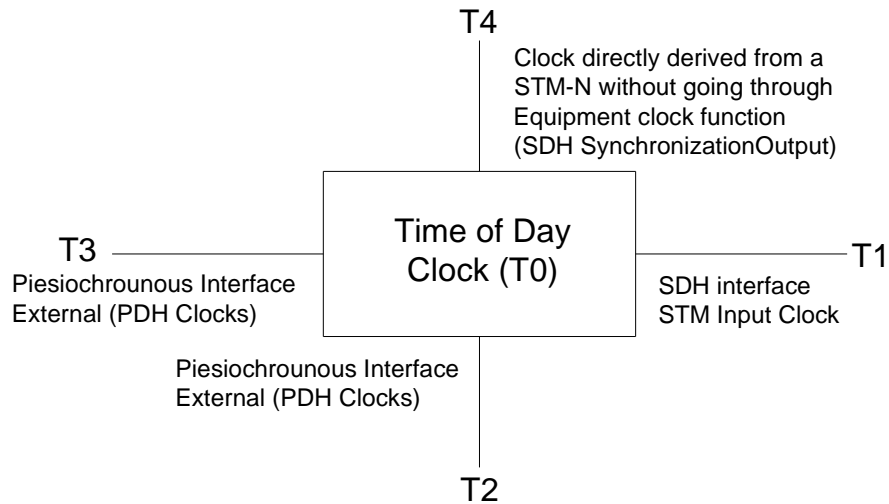 T4
Clock directly derived from a
STM-N without going through
Equipment clock function
(SDH SynchronizationOutput)
Time of Day
Clock (T0)
T3
Piesiochrounous Interface
External (PDH Clocks)
T1
SDH interface
STM Input Clock
Piesiochrounous Interface
External (PDH Clocks)
T2